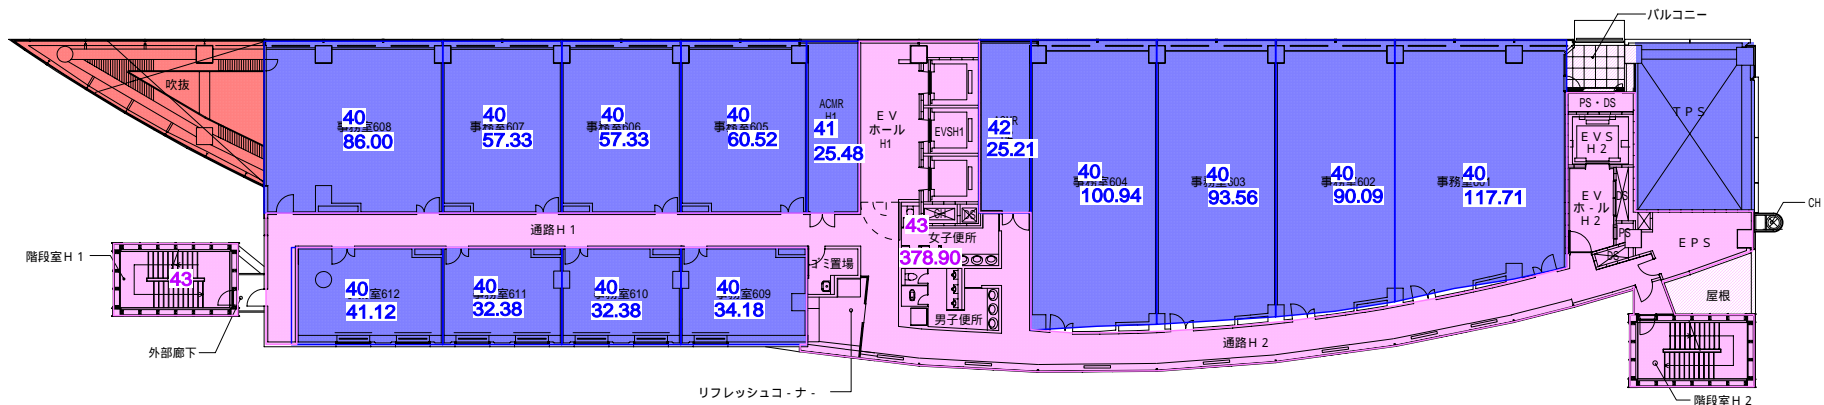 バルコニー
吹抜
40
事務室608
86.00
40
事務室607
57.33
40
事務室606
57.33
40
事務室605
60.52
ACMR
H1
41
25.48
EV
ホール
H1
EVSH1
42
25.21
40
事務室604
100.94
40
事務室603
93.56
40
事務室602
90.09
40
事務室601
117.71
PS・DS
EVS
H2
TPS
EV
ホ-ル
H2
DS
PS
DS
EPS
CH
CH
DS
43
女子便所
378.90
通路H1
階段室H1
43
ゴミ置場
40
室612
41.12
40
事務室611
32.38
40
事務室610
32.38
40
事務室609
34.18
男子便所
屋根
通路H2
外部廊下
リフレッシュコ-ナ-
階段室H2